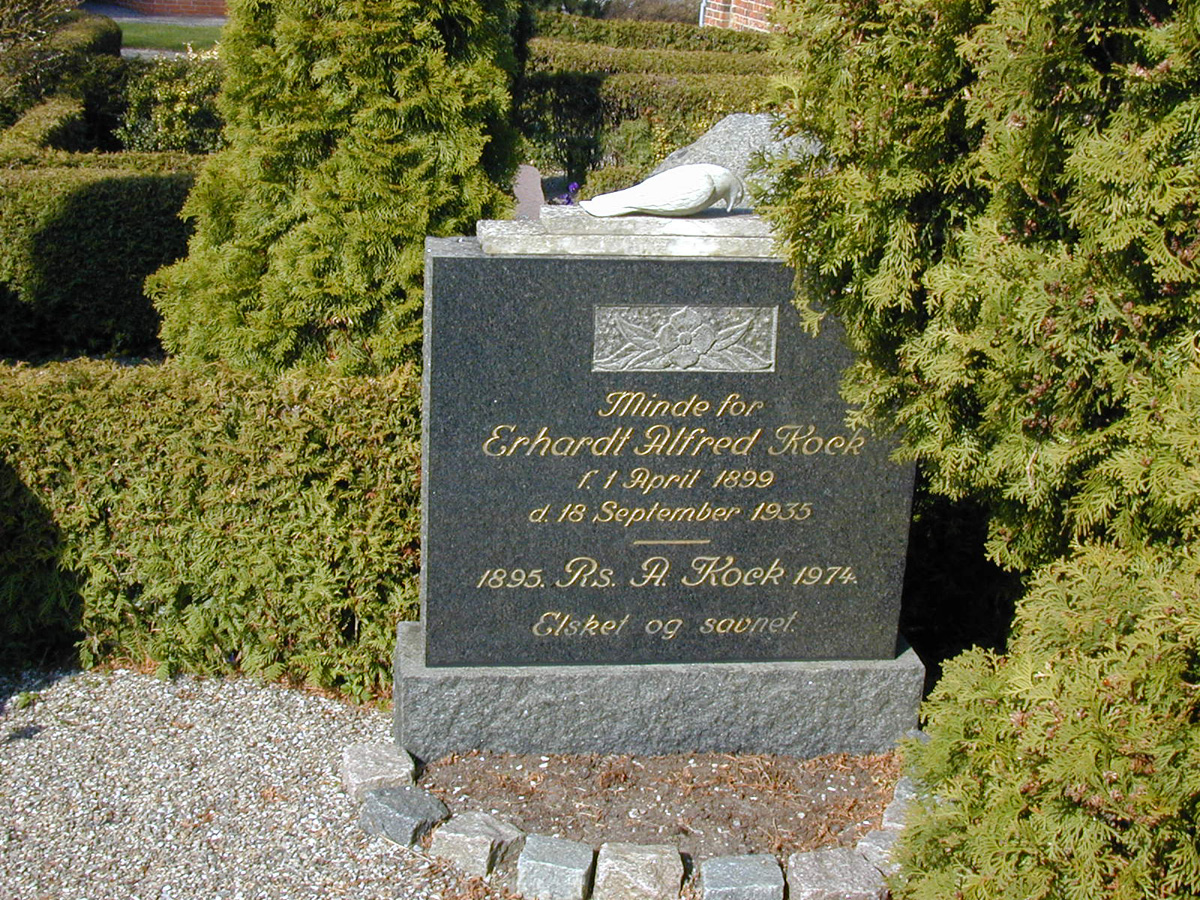 Minde for
Erhardt Alfred Kock
f. 1 April 1899
d. 18 September 1935
1895. Rs. A. Kock 1974.
Elsket og savnet.